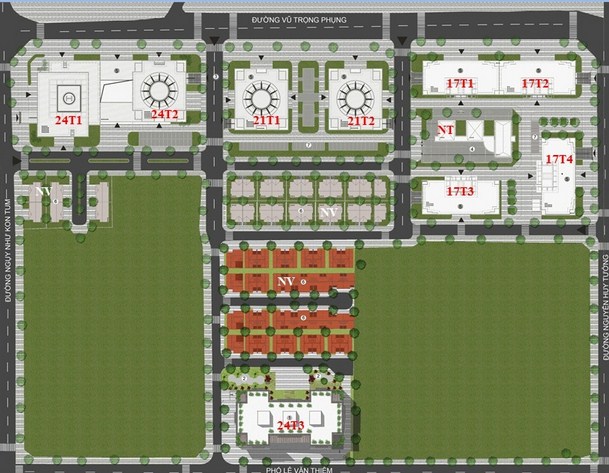 ĐƯỜNG VŨ TRỌNG PHỤNG
24T1
24T2
21T1
21T2
17T1
17T2
NT
17T4
17T3
NV
NV
NV
24T3
ĐƯỜNG NGỤY NHƯ KON TUM
ĐƯỜNG NGUYỄN HUY TƯỞNG
PHỐ LÊ VĂN THIÊM